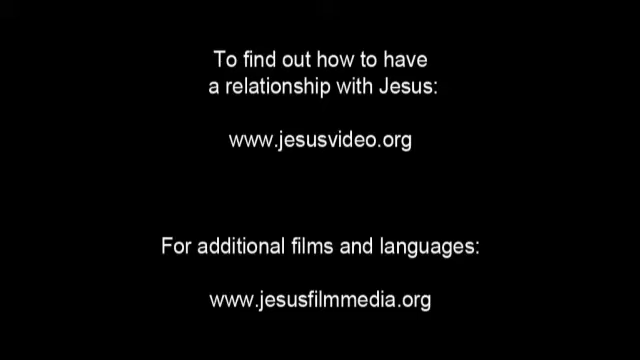 To find out how to have
a relationship with Jesus:
www.jesusvideo.org
For additional films and languages:
www.jesusfilmmedia.org